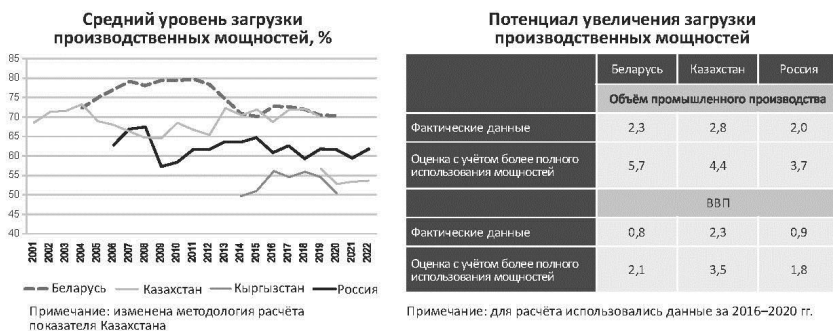 Средний уровень загрузки
производственных мощностей, %
85
80
75
70
65
60
55
50
45
40
2001 2002 2003 2004 2005 2006 2007 2008 2009 2010 2011 2012 2013 2014 2015 2016 2017 2018 2019 2020 2021 2022
Беларусь Казахстан Кыргызстан Россия
Примечание: изменена методология расчёта
показателя Казахстана
Потенциал увеличения загрузки
производственных мощностей
Беларусь Казахстан Россия
Объём промышленного производства
Фактические данные 2,3 2,8 2,0
Оценка с учётом более полного
использования мощностей 5,7 4,4 3,7
ВВП
Фактические данные 0,8 2,3 0,9
Оценка с учётом более полного
использования мощностей 2,1 3,5 1,8
Примечание: для расчёта использовались данные за 2016–2020 гг.